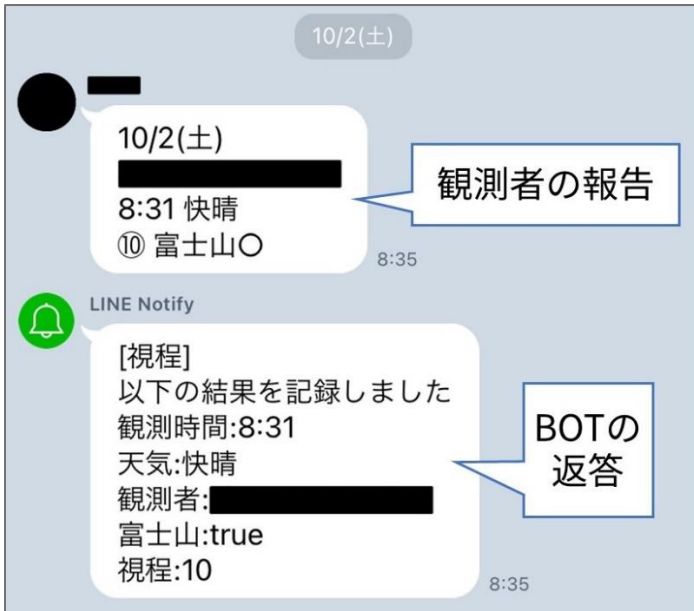 10/2(土)
10/2(土)
8:31 快晴
⑩ 富士山〇
8:35
観測者の報告
LINE Notify
[視程]
以下の結果を記録しました
観測時間:8:31
天気:快晴
観測者:
富士山:true
視程:10
8:35
BOTの
返答